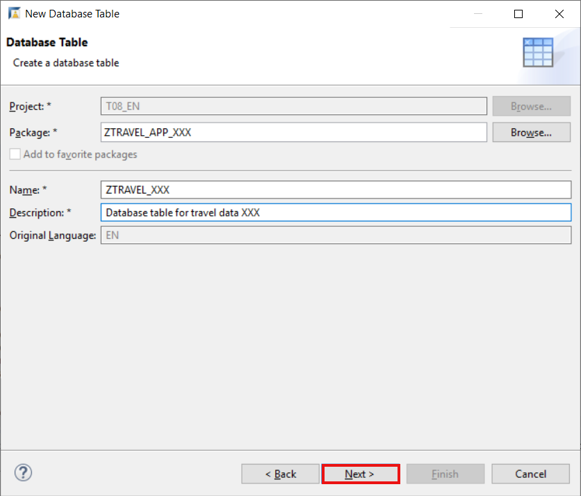 New Database Table
Database Table
Create a database table
Project: * T08_EN Browse...
Package: * ZTRAVEL_APP_XXX Browse...
Add to favorite packages
Name: * ZTRAVEL_XXX
Description: * Database table for travel data XXX
Original Language: EN
? < Back Next > Finish Cancel